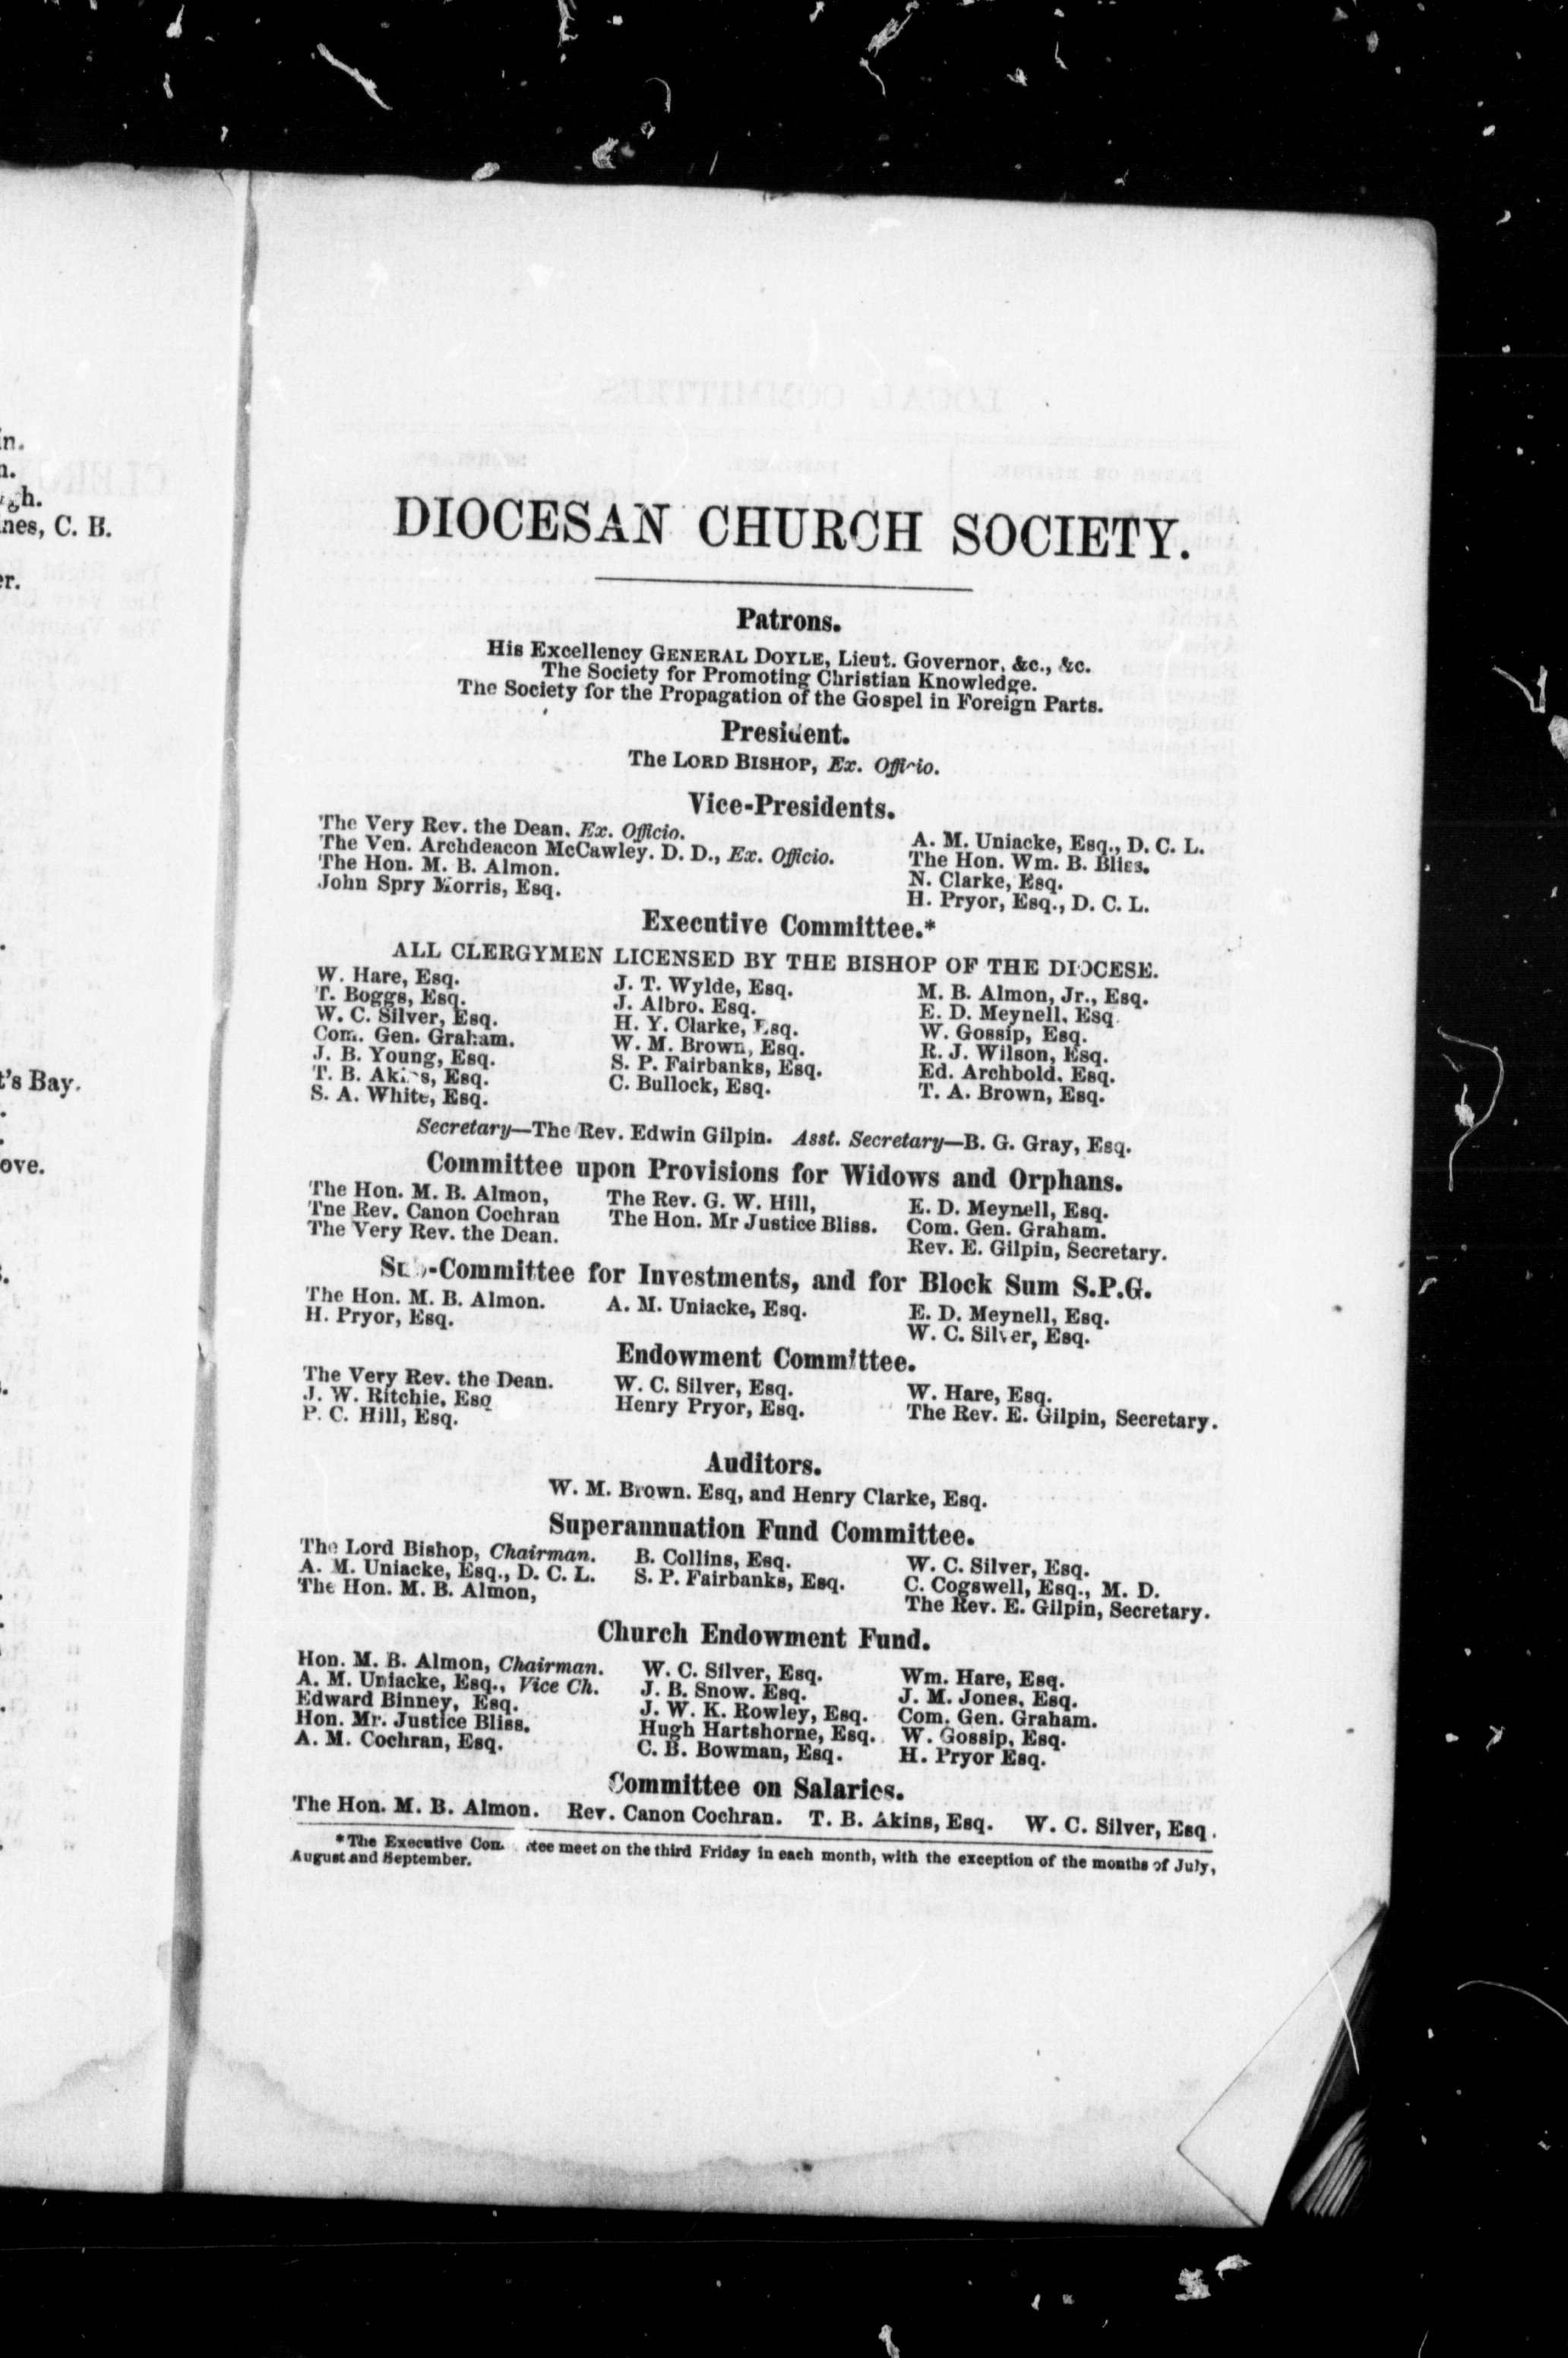 DIOCESAN CHURCH SOCIETY.
Patrons.
His Excellency GENERAL DOYLE, Lieut. Governor, &c., &c.
The Society for Promoting Christian Knowledge.
The Society for the Propagation of the Gospel in Foreign Parts.
President.
The LORD BISHOP, Ex. Officio.
Vice-Presidents.
The Very Rev. the Dean. Ex. Officio.
The Ven. Archdeacon McCawley. D. D., Ex. Officio.
The Hon. M. B. Almon.
John Spry Morris, Esq.
A. M. Uniacke, Esq., D. C. L.
The Hon. Wm. B. Bliss.
N. Clarke, Esq.
H. Pryor, Esq., D. C. L.
Executive Committee.*
ALL CLERGYMEN LICENSED BY THE BISHOP OF THE DIOCESE.
W. Hare, Esq.
T. Boggs, Esq.
W. C. Silver, Esq.
Com. Gen. Graham.
J. B. Young, Esq.
T. B. Akins, Esq.
S. A. White, Esq.
J. T. Wylde, Esq.
J. Albro. Esq.
H. Y. Clarke, Esq.
W. M. Brown, Esq.
S. P. Fairbanks, Esq.
C. Bullock, Esq.
M. B. Almon, Jr., Esq.
E. D. Meynell, Esq.
W. Gossip, Esq.
R. J. Wilson, Esq.
Ed. Archbold. Esq.
T. A. Brown, Esq.
Secretary—The Rev. Edwin Gilpin. Asst. Secretary—B. G. Gray, Esq.
Committee upon Provisions for Widows and Orphans.
The Hon. M. B. Almon,
Tne Rev. Canon Cochran
The Very Rev. the Dean.
The Rev. G. W. Hill,
The Hon. Mr Justice Bliss.
E. D. Meynell, Esq.
Com. Gen. Graham.
Rev. E. Gilpin, Secretary.
Sub-Committee for Investments, and for Block Sum S.P.G.
The Hon. M. B. Almon.
H. Pryor, Esq.
A. M. Uniacke, Esq.
E. D. Meynell, Esq.
W. C. Silver, Esq.
Endowment Committee.
The Very Rev. the Dean.
J. W. Ritchie, Esq
P. C. Hill, Esq.
W. C. Silver, Esq.
Henry Pryor, Esq.
W. Hare, Esq.
The Rev. E. Gilpin, Secretary.
Auditors.
W. M. Brown. Esq, and Henry Clarke, Esq.
Superannuation Fund Committee.
The Lord Bishop, Chairman.
A. M. Uniacke, Esq., D. C. L.
The Hon. M. B. Almon,
B. Collins, Esq.
S. P. Fairbanks, Esq.
W. C. Silver, Esq.
C. Cogswell, Esq., M. D.
The Rev. E. Gilpin, Secretary.
Church Endowment Fund.
Hon. M. B. Almon, Chairman.
A. M. Uniacke, Esq., Vice Ch.
Edward Binney, Esq.
Hon. Mr. Justice Bliss.
A. M. Cochran, Esq.
W. C. Silver, Esq.
J. B. Snow. Esq.
J. W. K. Rowley, Esq.
Hugh Hartshorne, Esq.
C. B. Bowman, Esq.
Wm. Hare, Esq.
J. M. Jones, Esq.
Com. Gen. Graham.
W. Gossip, Esq.
H. Pryor Esq.
Committee on Salaries.
The Hon. M. B. Almon. Rev. Canon Cochran. T. B. Akins, Esq. W. C. Silver, Esq.
*The Executive Committee meet on the third Friday in each month, with the exception of the months of July,
August and September.